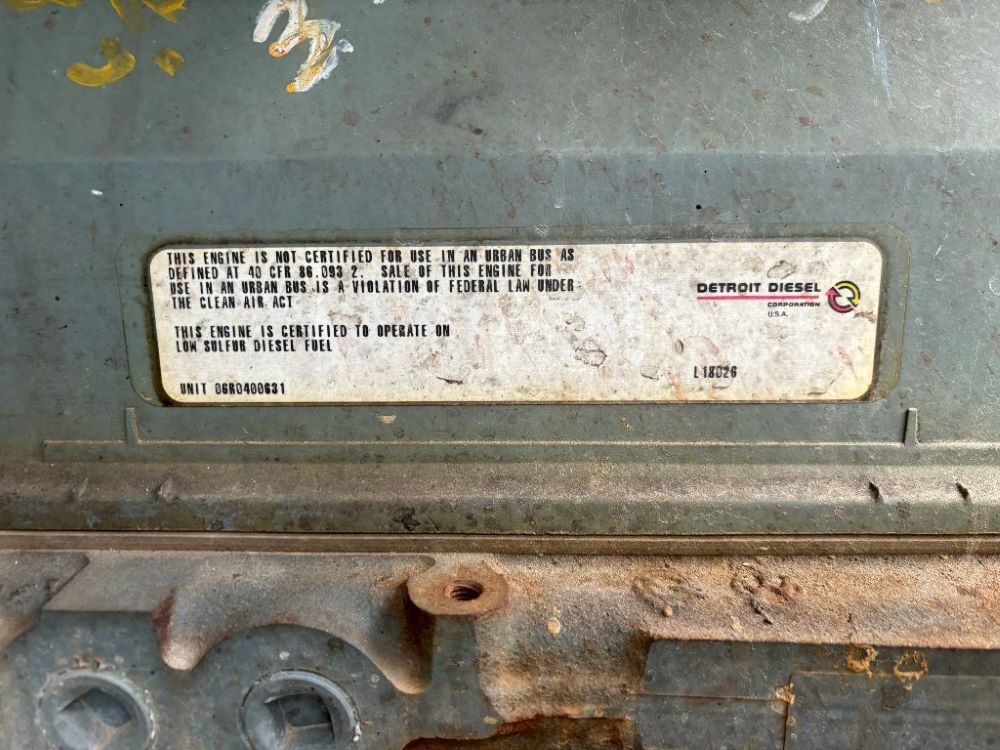 THIS ENGINE IS NOT CERTIFIED FOR USE IN AN URBAN BUS AS
DEFINED AT 40 CFR 86.093 2. SALE OF THIS ENGINE FOR
USE IN AN URBAN BUS IS A VIOLATION OF FEDERAL LAW UNDER
THE CLEAN AIR ACT
THIS ENGINE IS CERTIFIED TO OPERATE ON
LOW SULFUR DIESEL FUEL
UNIT 06R0400631
DETROIT DIESEL
CORPORATION
U.S.A.
L18026